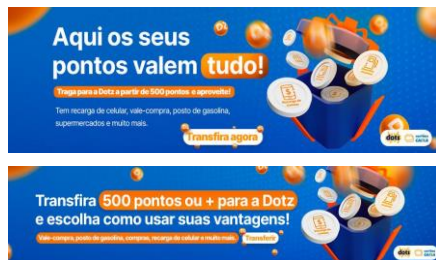 Aqui os seus
pontos valem tudo!
Traga para a Dotz a partir de 500 pontos e aproveite!
Tem recarga de celular, vale-compra, posto de gasolina,
supermercados e muito mais.
Transfira agora
dotz
Transfira 500 pontos ou + para a Dotz
e escolha como usar suas vantagens!
Vale-compra, posto de gasolina, compras, recarga de celular e muito mais. Transferir
dotz